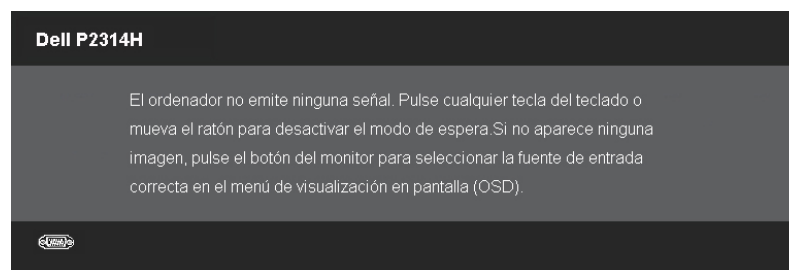 Dell P2314H
El ordenador no emite ninguna señal. Pulse cualquier tecla del teclado o
mueva el ratón para desactivar el modo de espera.Si no aparece ninguna
imagen, pulse el botón del monitor para seleccionar la fuente de entrada
correcta en el menú de visualización en pantalla (OSD).